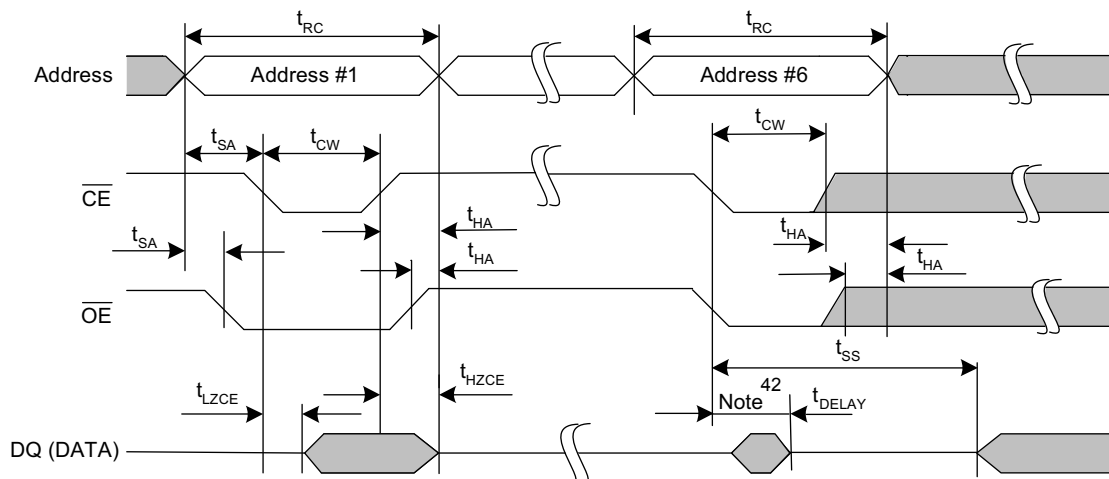 tRC tRC
Address Address #1 Address #6
tSA tCW tCW
CE
tSA tHA tHA
tHA tHA
OE
tSS
tLZCE tHZCE Note 42 tDELAY
DQ (DATA)